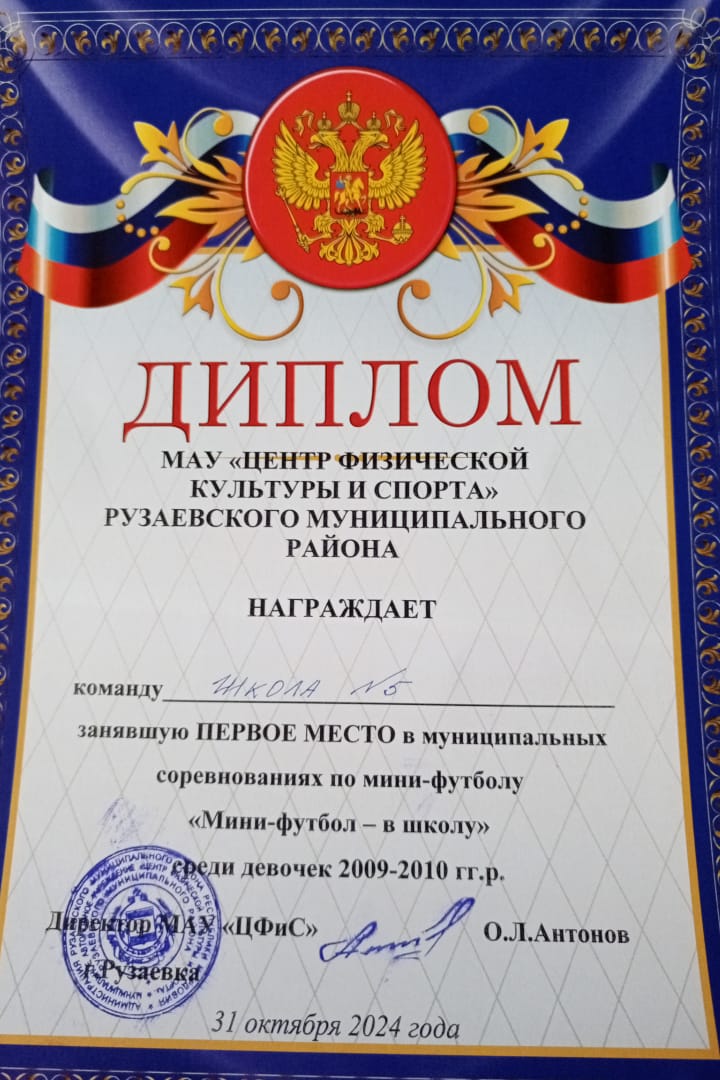 ДИПЛОМ
МАУ «ЦЕНТР ФИЗИЧЕСКОЙ
КУЛЬТУРЫ И СПОРТА»
РУЗАЕВСКОГО МУНИЦИПАЛЬНОГО
РАЙОНА
НАГРАЖДАЕТ
команду школа №5
занявшую ПЕРВОЕ МЕСТО в муниципальных
соревнованиях по мини-футболу
«Мини-футбол – в школу»
среди девочек 2009-2010 гг.р.
Директор МАУ «ЦФиС» О.Л.Антонов
г.Рузаевка
31 октября 2024 года